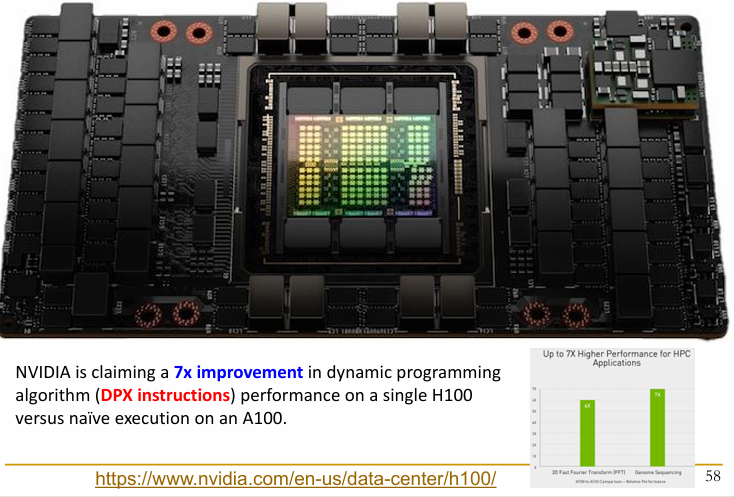 NVIDIA is claiming a 7x improvement in dynamic programming
algorithm (DPX instructions) performance on a single H100
versus naïve execution on an A100.
Up to 7X Higher Performance for HPC
Applications
6X
7X
3D Fast Fourier Transform (FFT)
Genome Sequencing
H100 to A100 Comparison – Relative Performance
https://www.nvidia.com/en-us/data-center/h100/
58